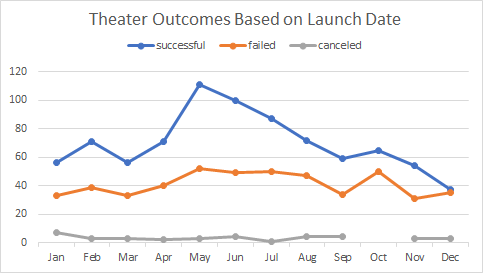 Theater Outcomes Based on Launch Date
successful failed canceled
120
100
80
60
40
20
0
Jan Feb Mar Apr May Jun Jul Aug Sep Oct Nov Dec